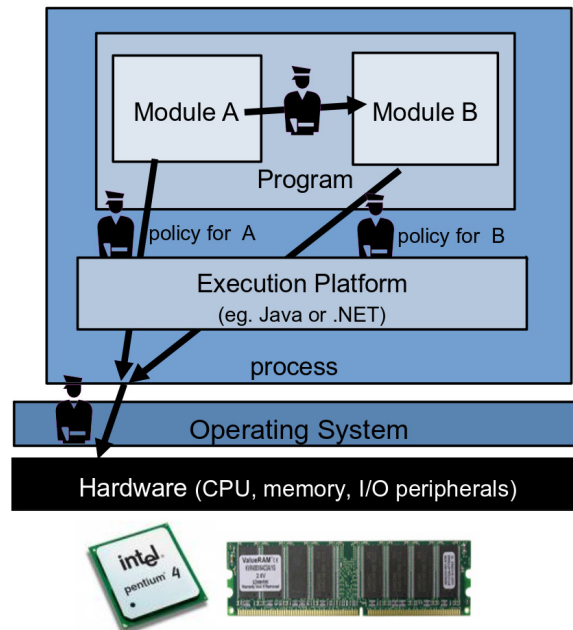 Module A
Module B
Program
policy for A
policy for B
Execution Platform
(eg. Java or .NET)
process
Operating System
Hardware (CPU, memory, I/O peripherals)
intel
pentium 4
ValueRAM